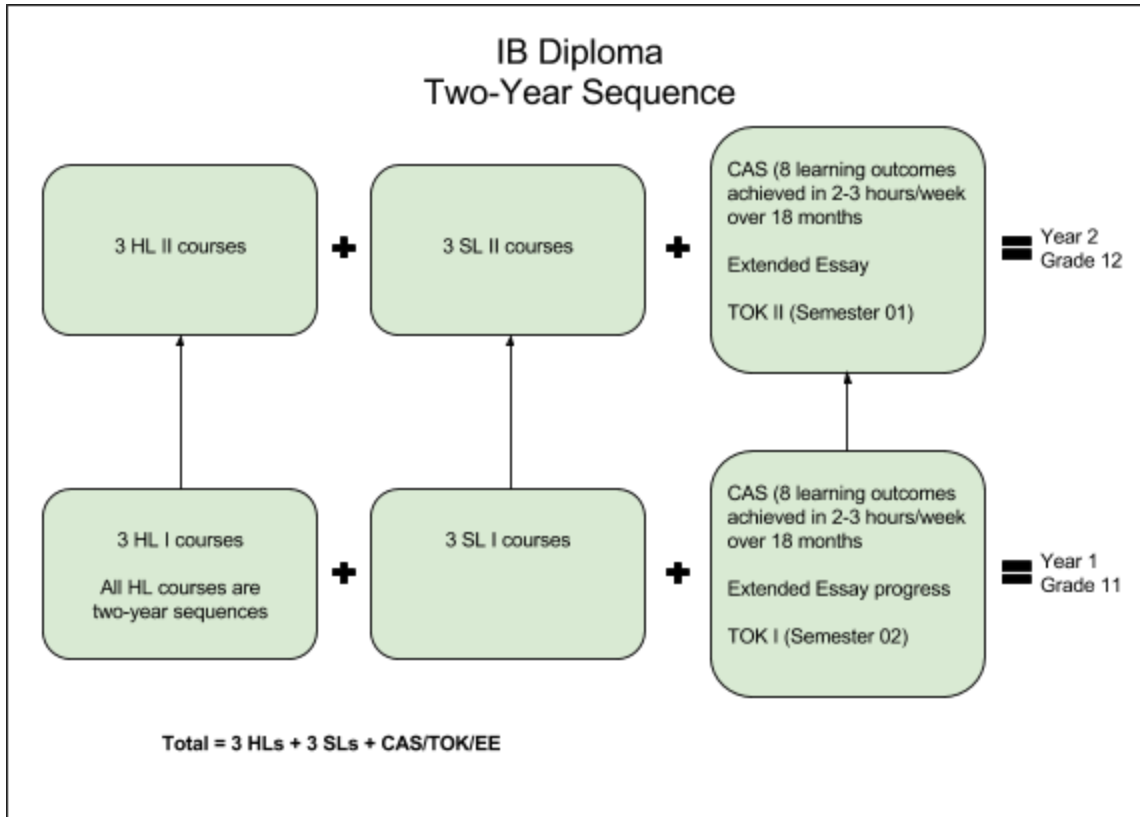 IB Diploma
Two-Year Sequence
3 HL II courses
3 SL II courses
CAS (8 learning outcomes
achieved in 2-3 hours/week
over 18 months
Extended Essay
TOK II (Semester 01)
Year 2
Grade 12
3 HL I courses
All HL courses are
two-year sequences
3 SL I courses
CAS (8 learning outcomes
achieved in 2-3 hours/week
over 18 months
Extended Essay progress
TOK I (Semester 02)
Year 1
Grade 11
Total = 3 HLs + 3 SLs + CAS/TOK/EE